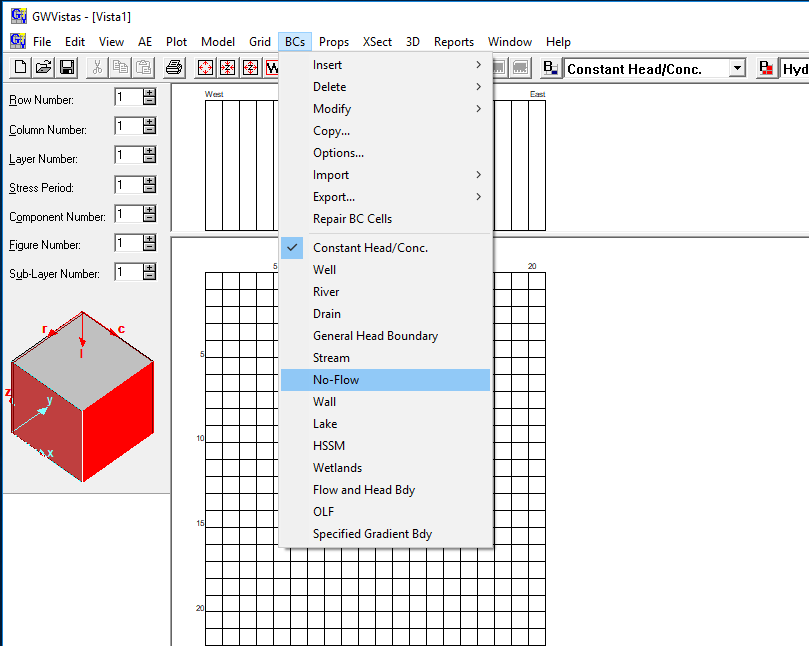 GWVistas - [Vista1]
File Edit View AE Plot Model Grid BCs Props XSect 3D Reports Window Help
W B Constant Head/Conc. B Hyd
Row Number: 1
Column Number: 1
Layer Number: 1
Stress Period: 1
Component Number: 1
Figure Number: 1
Sub-Layer Number: 1
r c
l
z
y
x
Insert
Delete
Modify
Copy...
Options...
Import
Export...
Repair BC Cells
Constant Head/Conc.
Well
River
Drain
General Head Boundary
Stream
No-Flow
Wall
Lake
HSSM
Wetlands
Flow and Head Bdy
OLF
Specified Gradient Bdy
West East
5 20
5
10
15
20